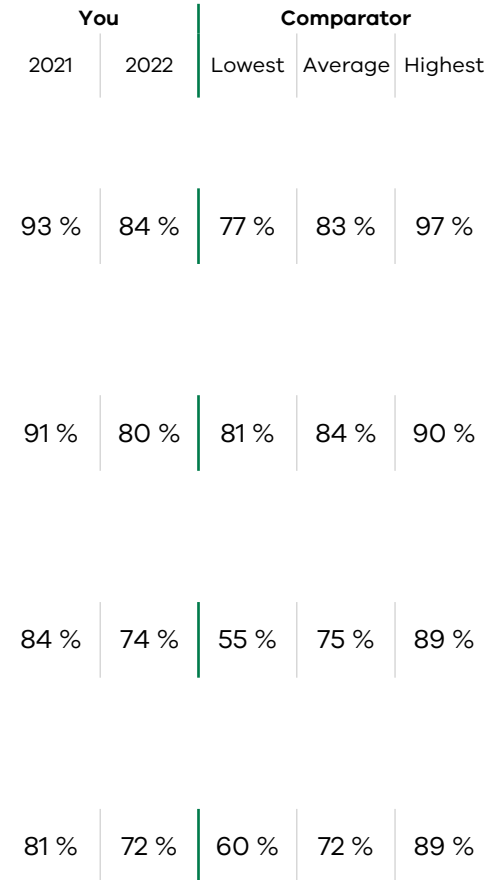 You Comparator
2021 2022 Lowest Average Highest
93 % 84 % 77 % 83 % 97 %
91 % 80 % 81 % 84 % 90 %
84 % 74 % 55 % 75 % 89 %
81 % 72 % 60 % 72 % 89 %